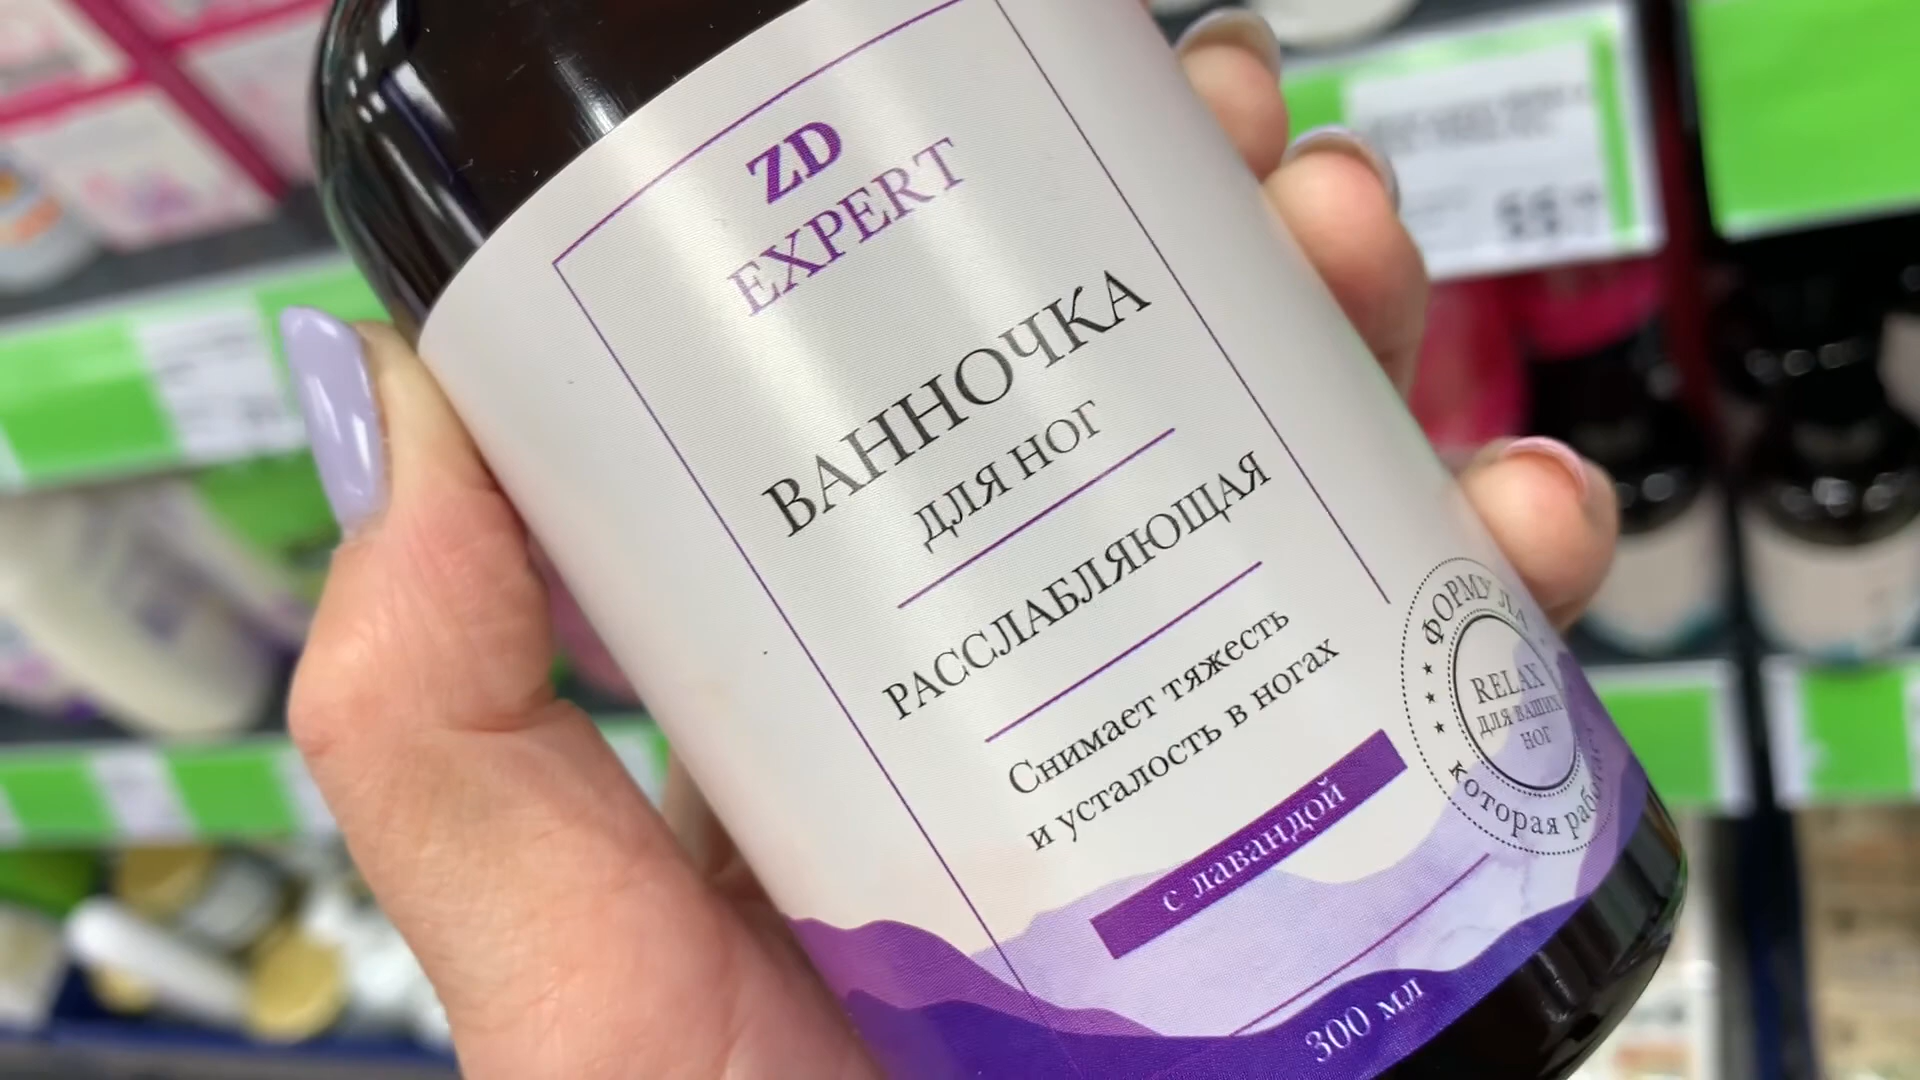 ZD
EXPERT
ВАННОЧКА
ДЛЯ НОГ
РАССЛАБЛЯЮЩАЯ
Снимает тяжесть
и усталость в ногах
с лавандой
300 мл
ФОРМУЛА
RELAX
ДЛЯ ВАШИХ
НОГ
которая работает